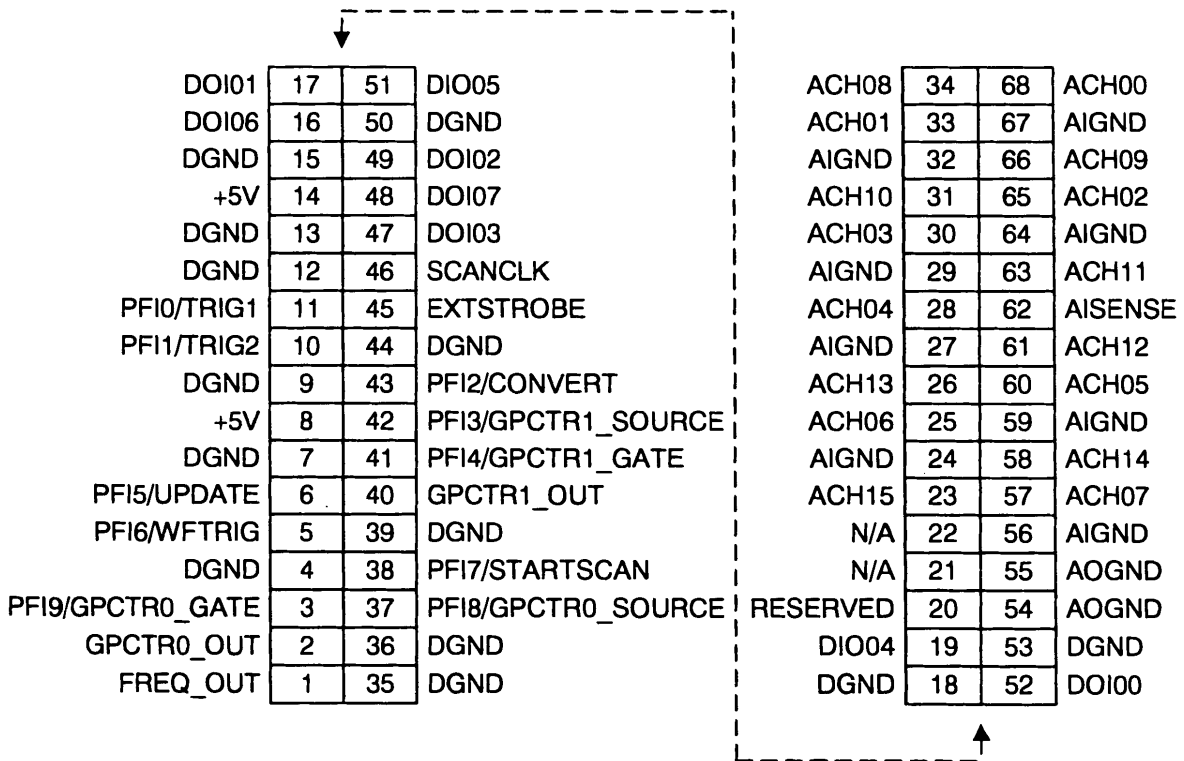 DOI01 17 51 DIO05
DOI06 16 50 DGND
DGND 15 49 DOI02
+5V 14 48 DOI07
DGND 13 47 DOI03
DGND 12 46 SCANCLK
PFI0/TRIG1 11 45 EXTSTROBE
PFI1/TRIG2 10 44 DGND
DGND 9 43 PFI2/CONVERT
+5V 8 42 PFI3/GPCTR1_SOURCE
DGND 7 41 PFI4/GPCTR1_GATE
PFI5/UPDATE 6 40 GPCTR1_OUT
PFI6/WFTRIG 5 39 DGND
DGND 4 38 PFI7/STARTSCAN
PFI9/GPCTR0_GATE 3 37 PFI8/GPCTR0_SOURCE
GPCTR0_OUT 2 36 DGND
FREQ_OUT 1 35 DGND
ACH08 34 68 ACH00
ACH01 33 67 AIGND
AIGND 32 66 ACH09
ACH10 31 65 ACH02
ACH03 30 64 AIGND
AIGND 29 63 ACH11
ACH04 28 62 AISENSE
AIGND 27 61 ACH12
ACH13 26 60 ACH05
ACH06 25 59 AIGND
AIGND 24 58 ACH14
ACH15 23 57 ACH07
N/A 22 56 AIGND
N/A 21 55 AOGND
RESERVED 20 54 AOGND
DIO04 19 53 DGND
DGND 18 52 DOI00